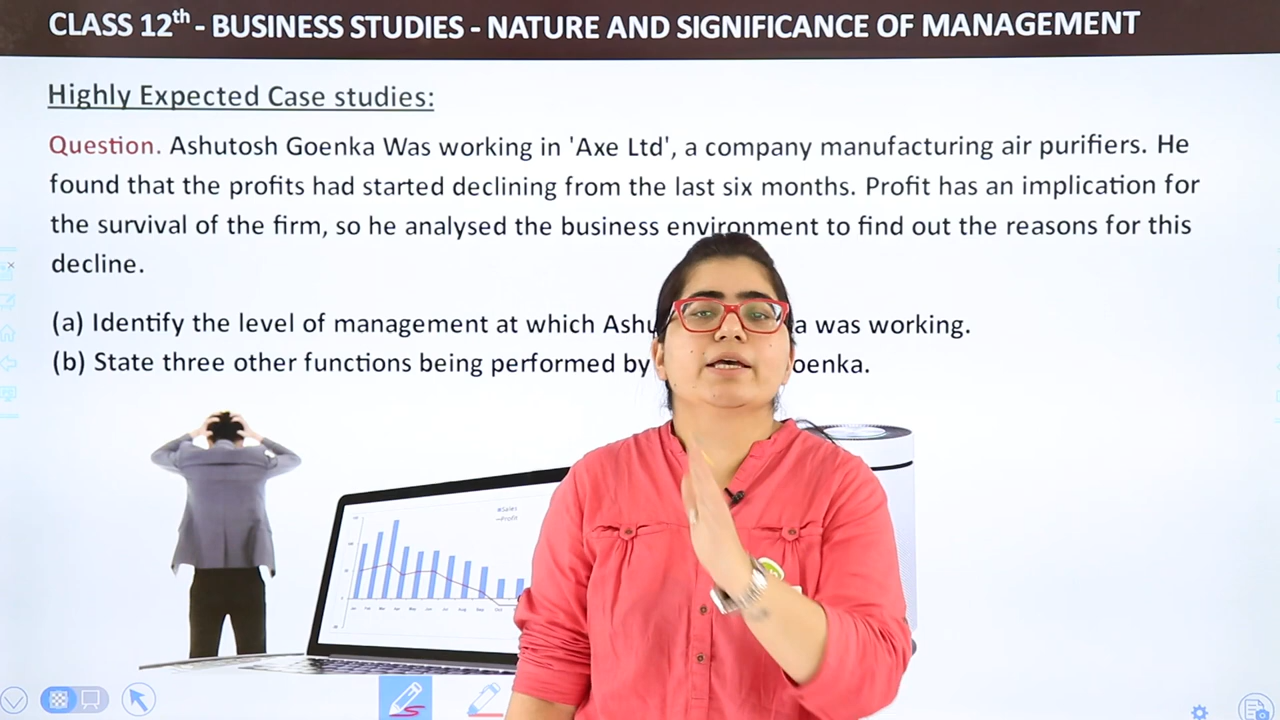 CLASS 12th - BUSINESS STUDIES - NATURE AND SIGNIFICANCE OF MANAGEMENT
Highly Expected Case studies:
Question. Ashutosh Goenka Was working in 'Axe Ltd', a company manufacturing air purifiers. He
found that the profits had started declining from the last six months. Profit has an implication for
the survival of the firm, so he analysed the business environment to find out the reasons for this
decline.
(a) Identify the level of management at which Ashu a was working.
(b) State three other functions being performed by oenka.
Sales
Profit